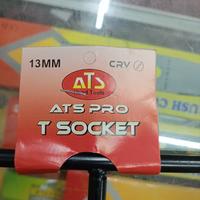 13MM
CRV
ATS
ATS PRO
T SOCKET